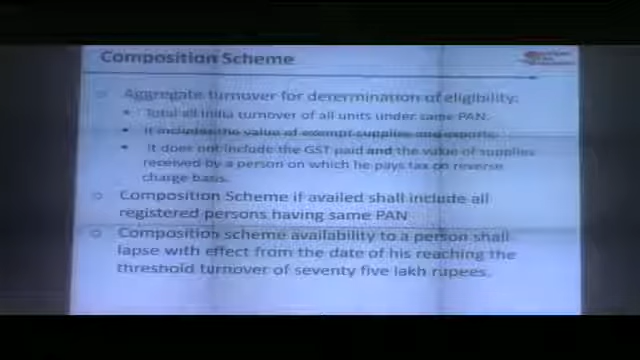 Composition Scheme
Aggregate turnover for determination of eligibility:
Total all India turnover of all units under same PAN.
It includes the value of exempt supplies and exports.
It does not include the GST paid and the value of supplies
received by a person on which he pays tax on reverse
charge basis.
Composition Scheme if availed shall include all
registered persons having same PAN
Composition scheme availability to a person shall
lapse with effect from the date of his reaching the
threshold turnover of seventy five lakh rupees.